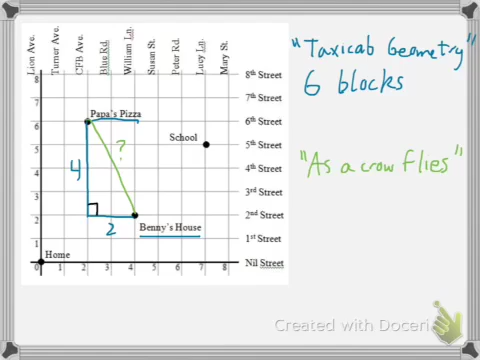 Lion Ave.
Turner Ave.
CFB Ave.
Blue Rd.
William Ln.
Susan St.
Peter Rd.
Lucy Ln.
Mary St.
"Taxicab Geometry"
6 blocks
8 8th Street
7 7th Street
Papa's Pizza
6 6th Street
?
School
5 5th Street
"As a crow flies"
4
4 4th Street
3 3rd Street
2 2nd Street
2
Benny's House
1 1st Street
Home
Nil Street
0 1 2 3 4 5 6 7 8
Created with Doceri